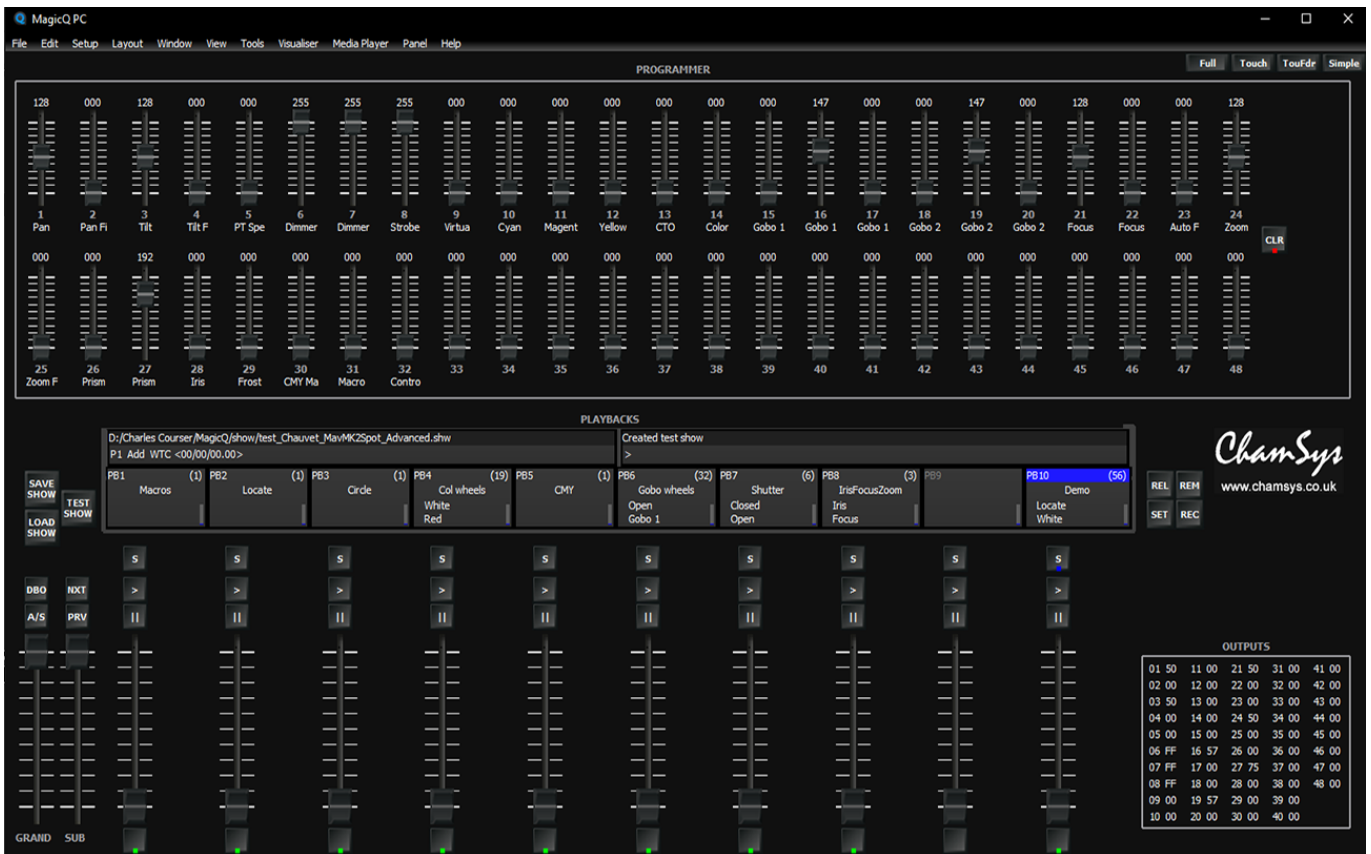 MagicQ PC
File Edit Setup Layout Window View Tools Visualiser Media Player Panel Help
PROGRAMMER
Full Touch TouFdr Simple
128 000 128 000 000 255 255 255 000 000 000 000 000 000 000 147 000 000 147 000 128 000 000 128
1 2 3 4 5 6 7 8 9 10 11 12 13 14 15 16 17 18 19 20 21 22 23 24
Pan Pan Fi Tilt Tilt F PT Spe Dimmer Dimmer Strobe Virtua Cyan Magent Yellow CTO Color Gobo 1 Gobo 1 Gobo 1 Gobo 2 Gobo 2 Gobo 2 Focus Focus Auto F Zoom
CLR
000 000 192 000 000 000 000 000 000 000 000 000 000 000 000 000 000 000 000 000 000 000 000 000
25 26 27 28 29 30 31 32 33 34 35 36 37 38 39 40 41 42 43 44 45 46 47 48
Zoom F Prism Prism Iris Frost CMY Ma Macro Contro
PLAYBACKS
D:/Charles Courser/MagicQ/show/test_Chauvet_MavMK2Spot_Advanced.shw Created test show
P1 Add WTC <00/00/00.00> >
PB1 (1) PB2 (1) PB3 (1) PB4 (19) PB5 (1) PB6 (32) PB7 (6) PB8 (3) PB9 PB10 (56)
Macros Locate Circle Col wheels CMY Gobo wheels Shutter IrisFocusZoom Demo
White Open Closed Iris Locate
Red Gobo 1 Open Focus White
SAVE SHOW
TEST SHOW
LOAD SHOW
REL REM
SET REC
ChamSys
www.chamsys.co.uk
S S S S S S S S S S
DBO NXT > > > > > > > > > >
A/S PRV II II II II II II II II II II
GRAND SUB
OUTPUTS
01 50 11 00 21 50 31 00 41 00
02 00 12 00 22 00 32 00 42 00
03 50 13 00 23 00 33 00 43 00
04 00 14 00 24 50 34 00 44 00
05 00 15 00 25 00 35 00 45 00
06 FF 16 57 26 00 36 00 46 00
07 FF 17 00 27 75 37 00 47 00
08 FF 18 00 28 00 38 00 48 00
09 00 19 57 29 00 39 00
10 00 20 00 30 00 40 00